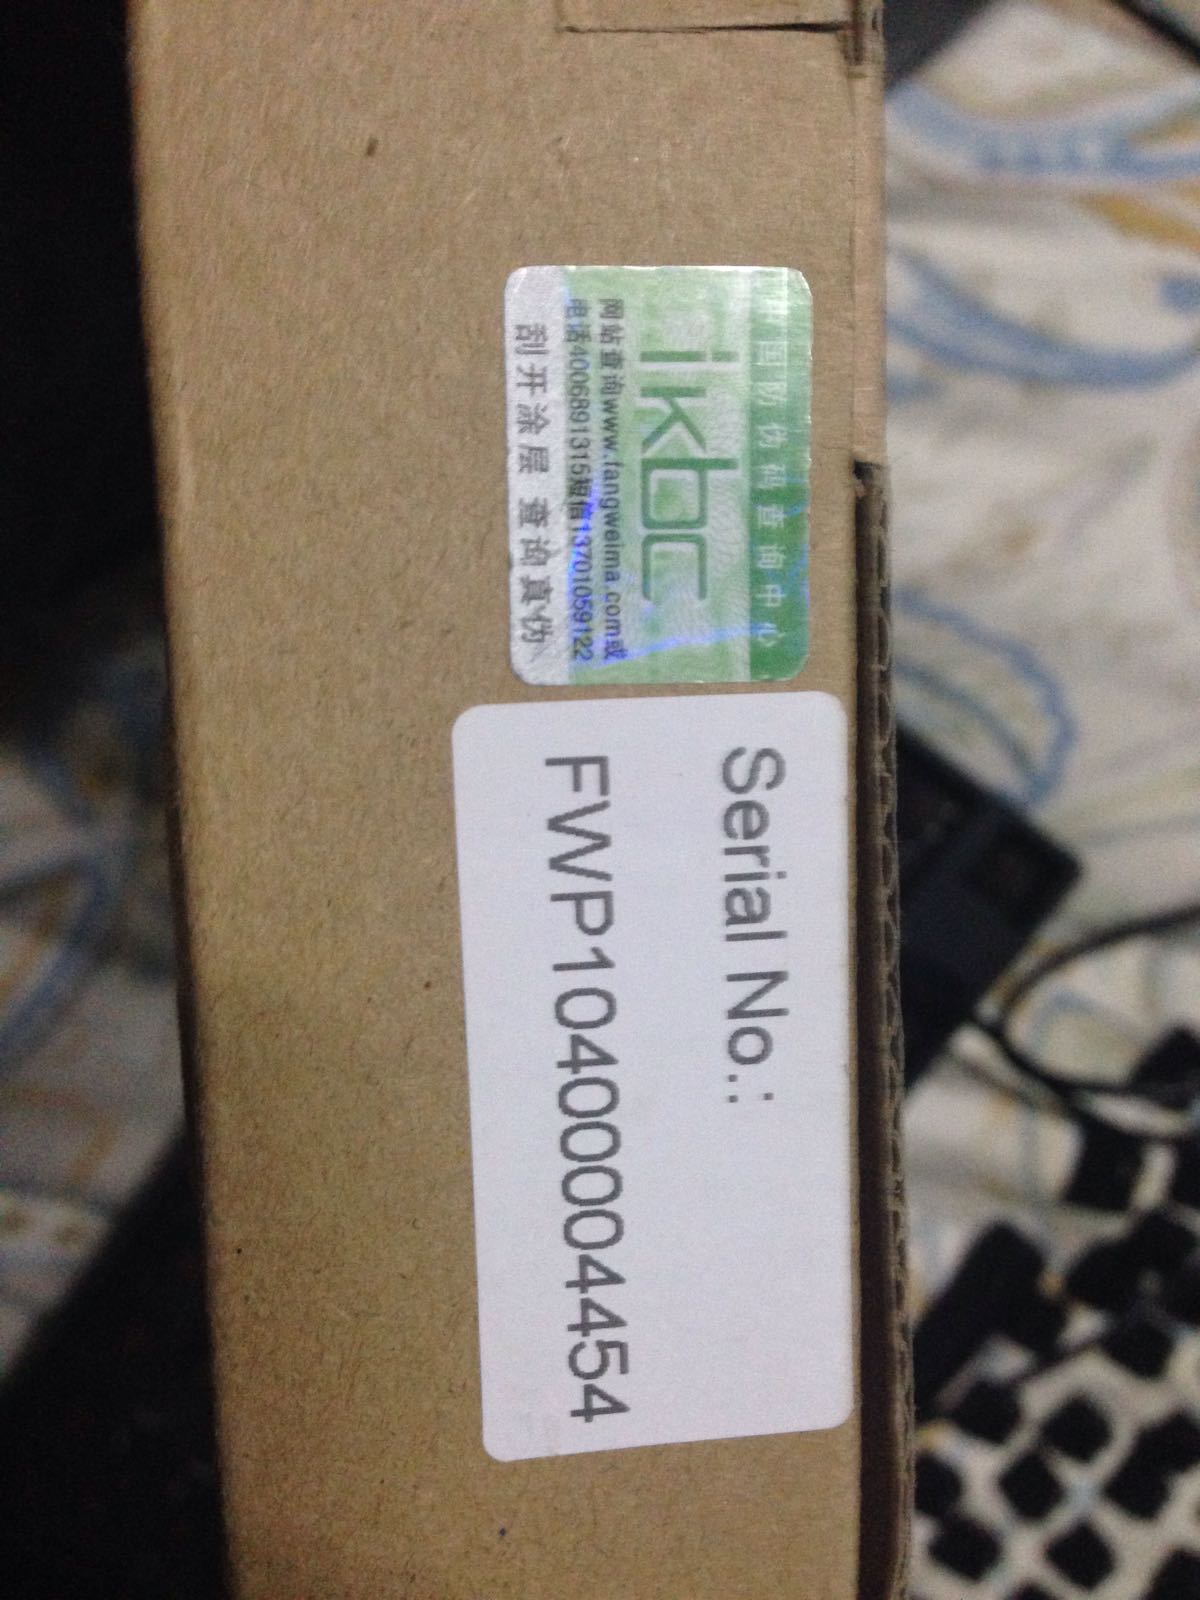 中国防伪码查询中心
ikbc
网站查询www.fangweima.com或
电话4006891315短信13701059122
刮开涂层 查询真伪
Serial No.:
FWP1040000004454